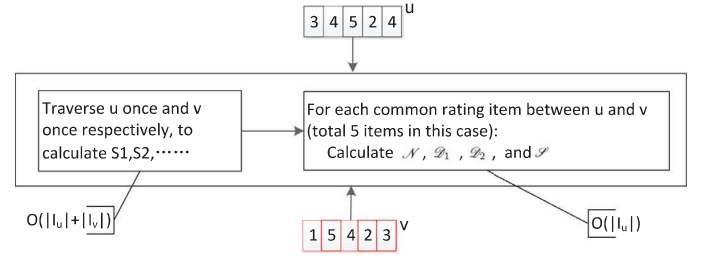 3 4 5 2 4 u
Traverse u once and v
once respectively, to
calculate S1,S2,······
For each common rating item between u and v
(total 5 items in this case):
Calculate 𝒩 , 𝒟₁ , 𝒟₂ , and 𝒮
O(|Iᵤ|+|Iᵥ|)
1 5 4 2 3 v
O(|Iᵤ|)